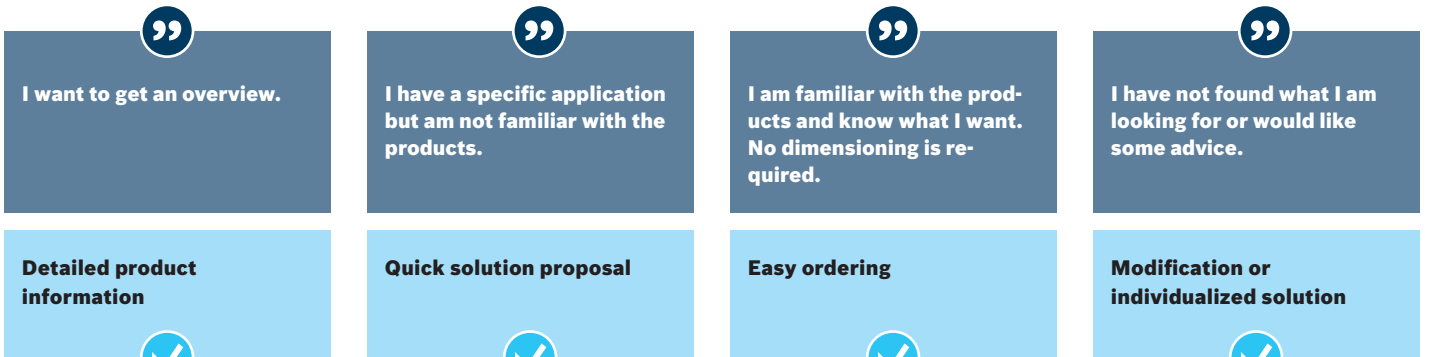 I want to get an overview.
I have a specific application
but am not familiar with the
products.
I am familiar with the prod-
ucts and know what I want.
No dimensioning is re-
quired.
I have not found what I am
looking for or would like
some advice.
Detailed product
information
Quick solution proposal
Easy ordering
Modification or
individualized solution